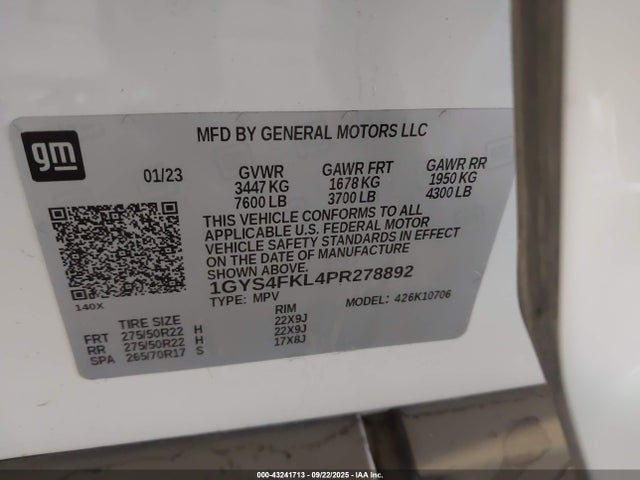 gm
MFD BY GENERAL MOTORS LLC
01/23 GVWR GAWR FRT GAWR RR
3447 KG 1678 KG 1950 KG
7600 LB 3700 LB 4300 LB
THIS VEHICLE CONFORMS TO ALL
APPLICABLE U.S. FEDERAL MOTOR
VEHICLE SAFETY STANDARDS IN EFFECT
ON THE DATE OF MANUFACTURE
SHOWN ABOVE.
1GYS4FKL4PR278892
140X
TYPE: MPV MODEL: 426K10706
TIRE SIZE RIM
FRT 275/50R22 H 22X9J
RR 275/50R22 H 22X9J
SPA 265/70R17 S 17X8J
000-43241713 - 09/22/2025 - IAA Inc.